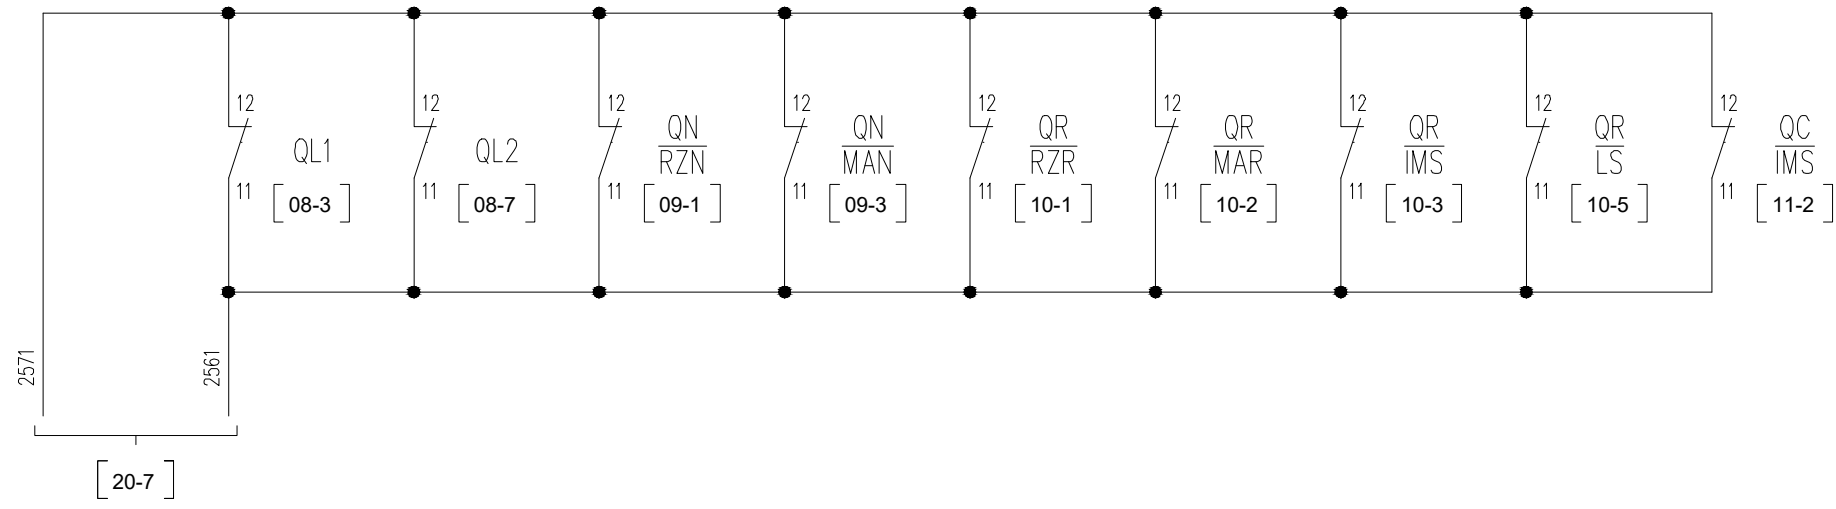 12
11
QL1
[08-3]
12
11
QL2
[08-7]
12
11
QN
RZN
[09-1]
12
11
QN
MAN
[09-3]
12
11
QR
RZR
[10-1]
12
11
QR
MAR
[10-2]
12
11
QR
IMS
[10-3]
12
11
QR
LS
[10-5]
12
11
QC
IMS
[11-2]
2571
2561
[20-7]